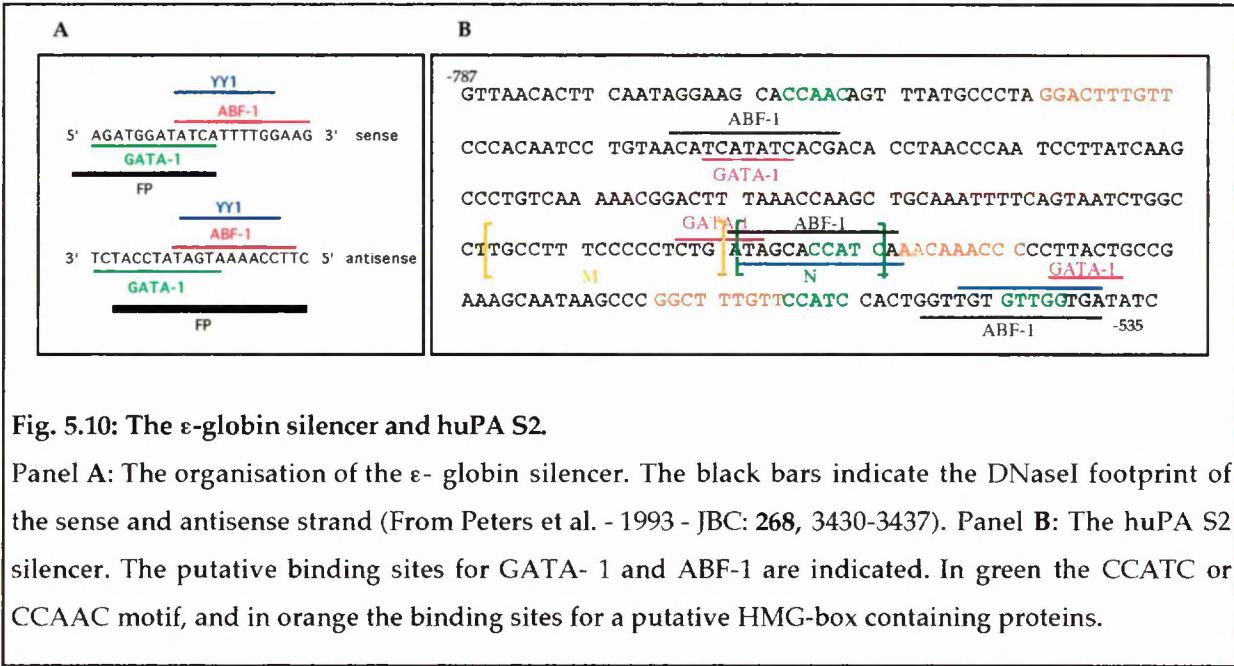 A
B
YY1
ABF-1
5' AGATGGATATCATTTTGGAAG 3' sense
GATA-1
FP
YY1
ABF-1
3' TCTACCTATAGTAAAACCTTC 5' antisense
GATA-1
FP
-787
GTTAACACTT CAATAGGAAG CACCAACAGT TTATGCCCTA GGACTTTGTT
ABF-1
CCCACAATCC TGTAACATCATATCACGACA CCTAACCCAA TCCTTATCAAG
GATA-1
CCCTGTCAA AAACGGACTTT TAAACCAAGC TGCAAATTTTCAGTAATCTGGC
GATA-1 ABF-1
CTTGCCTTT TCCCCCTCTG ATAGCACCAT C AAACAAACC C CCTTACTGCCG
M N GATA-1
AAAGCAATAAGCCC GGCTT TGTTCCATC CACTGGTTGT GTTGGTGATATC
ABF-1 -535
Fig. 5.10: The ε-globin silencer and huPA S2.
Panel A: The organisation of the ε- globin silencer. The black bars indicate the DNaseI footprint of
the sense and antisense strand (From Peters et al. - 1993 - JBC: 268, 3430-3437). Panel B: The huPA S2
silencer. The putative binding sites for GATA- 1 and ABF-1 are indicated. In green the CCATC or
CCAAC motif, and in orange the binding sites for a putative HMG-box containing proteins.